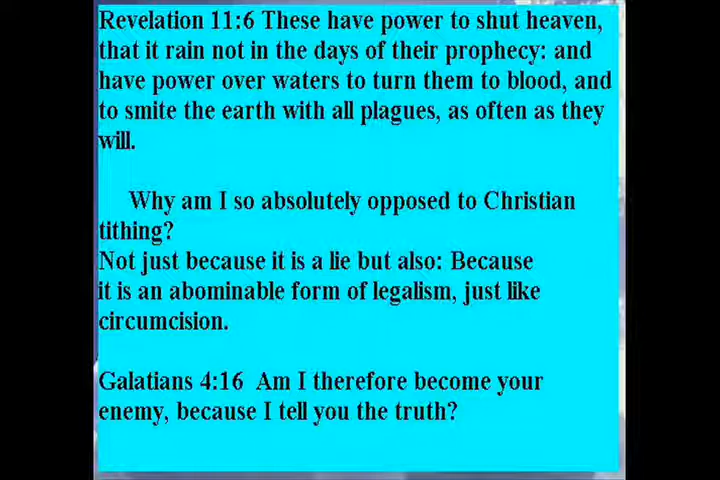 Revelation 11:6 These have power to shut heaven,
that it rain not in the days of their prophecy: and
have power over waters to turn them to blood, and
to smite the earth with all plagues, as often as they
will.
Why am I so absolutely opposed to Christian
tithing?
Not just because it is a lie but also: Because
it is an abominable form of legalism, just like
circumcision.
Galatians 4:16 Am I therefore become your
enemy, because I tell you the truth?